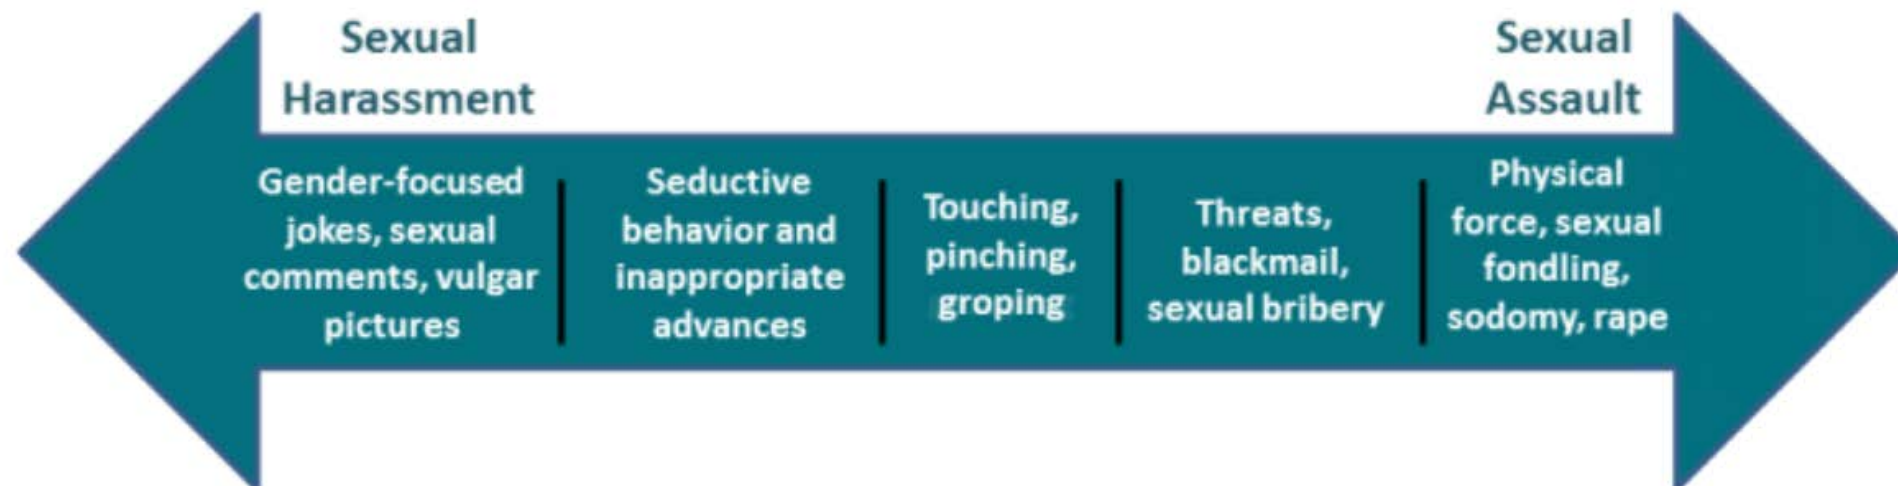 Sexual
Harassment
Sexual
Assault
Gender-focused
jokes, sexual
comments, vulgar
pictures
Seductive
behavior and
inappropriate
advances
Touching,
pinching,
groping
Threats,
blackmail,
sexual bribery
Physical
force, sexual
fondling,
sodomy, rape